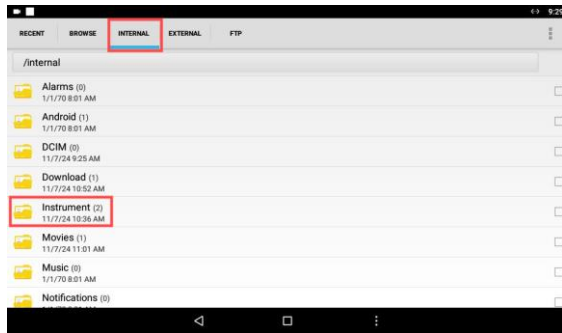 9:29
RECENT BROWSE INTERNAL EXTERNAL FTP
/internal
Alarms (0)
1/1/70 8:01 AM
Android (1)
1/1/70 8:01 AM
DCIM (0)
11/7/24 9:25 AM
Download (1)
11/7/24 10:52 AM
Instrument (2)
11/7/24 10:36 AM
Movies (1)
11/7/24 11:01 AM
Music (0)
1/1/70 8:01 AM
Notifications (0)